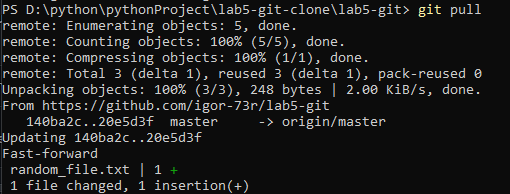 PS D:\python\pythonProject\lab5-git-clone\lab5-git> git pull
remote: Enumerating objects: 5, done.
remote: Counting objects: 100% (5/5), done.
remote: Compressing objects: 100% (1/1), done.
remote: Total 3 (delta 1), reused 3 (delta 1), pack-reused 0
Unpacking objects: 100% (3/3), 248 bytes | 2.00 KiB/s, done.
From https://github.com/igor-73r/lab5-git
   140ba2c..20e5d3f  master     -> origin/master
Updating 140ba2c..20e5d3f
Fast-forward
 random_file.txt | 1 +
 1 file changed, 1 insertion(+)